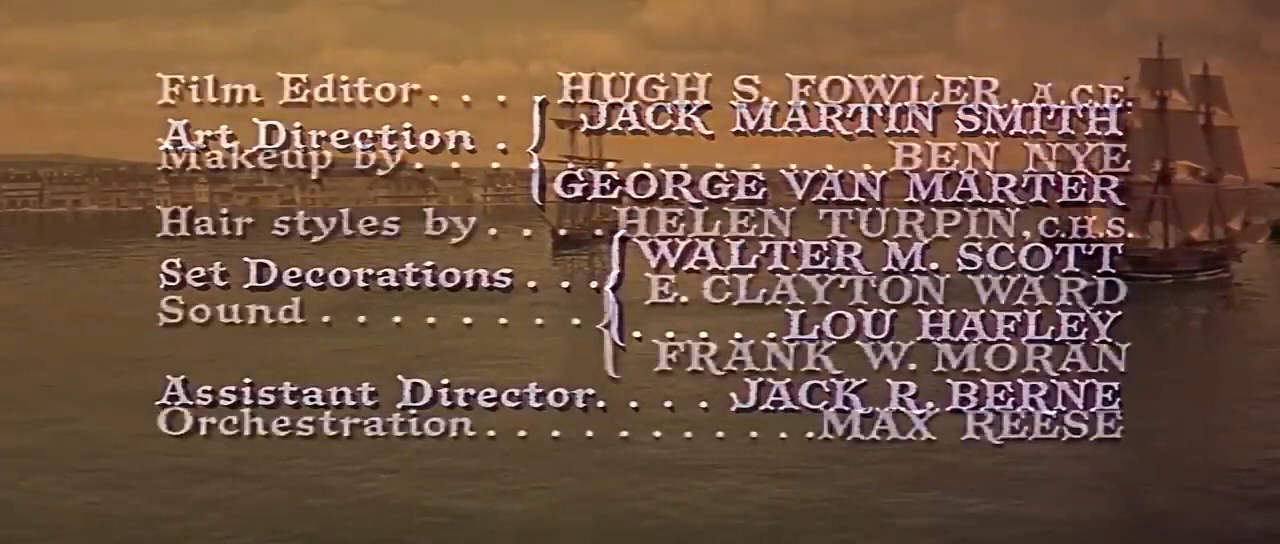 Film Editor . . . . HUGH S. FOWLER, A.C.E.
JACK MARTIN SMITH
Art Direction .
Makeup by . . . . . . . . . . . . BEN NYE
GEORGE VAN MARTER
Hair styles by . . . . . HELEN TURPIN, C.H.S.
WALTER M. SCOTT
Set Decorations . . . .
E. CLAYTON WARD
Sound . . . . . . . . .
. . . . . LOU HAFLEY
FRANK W. MORAN
Assistant Director. . . . JACK R. BERNE
Orchestration . . . . . . . . . . . . MAX REESE